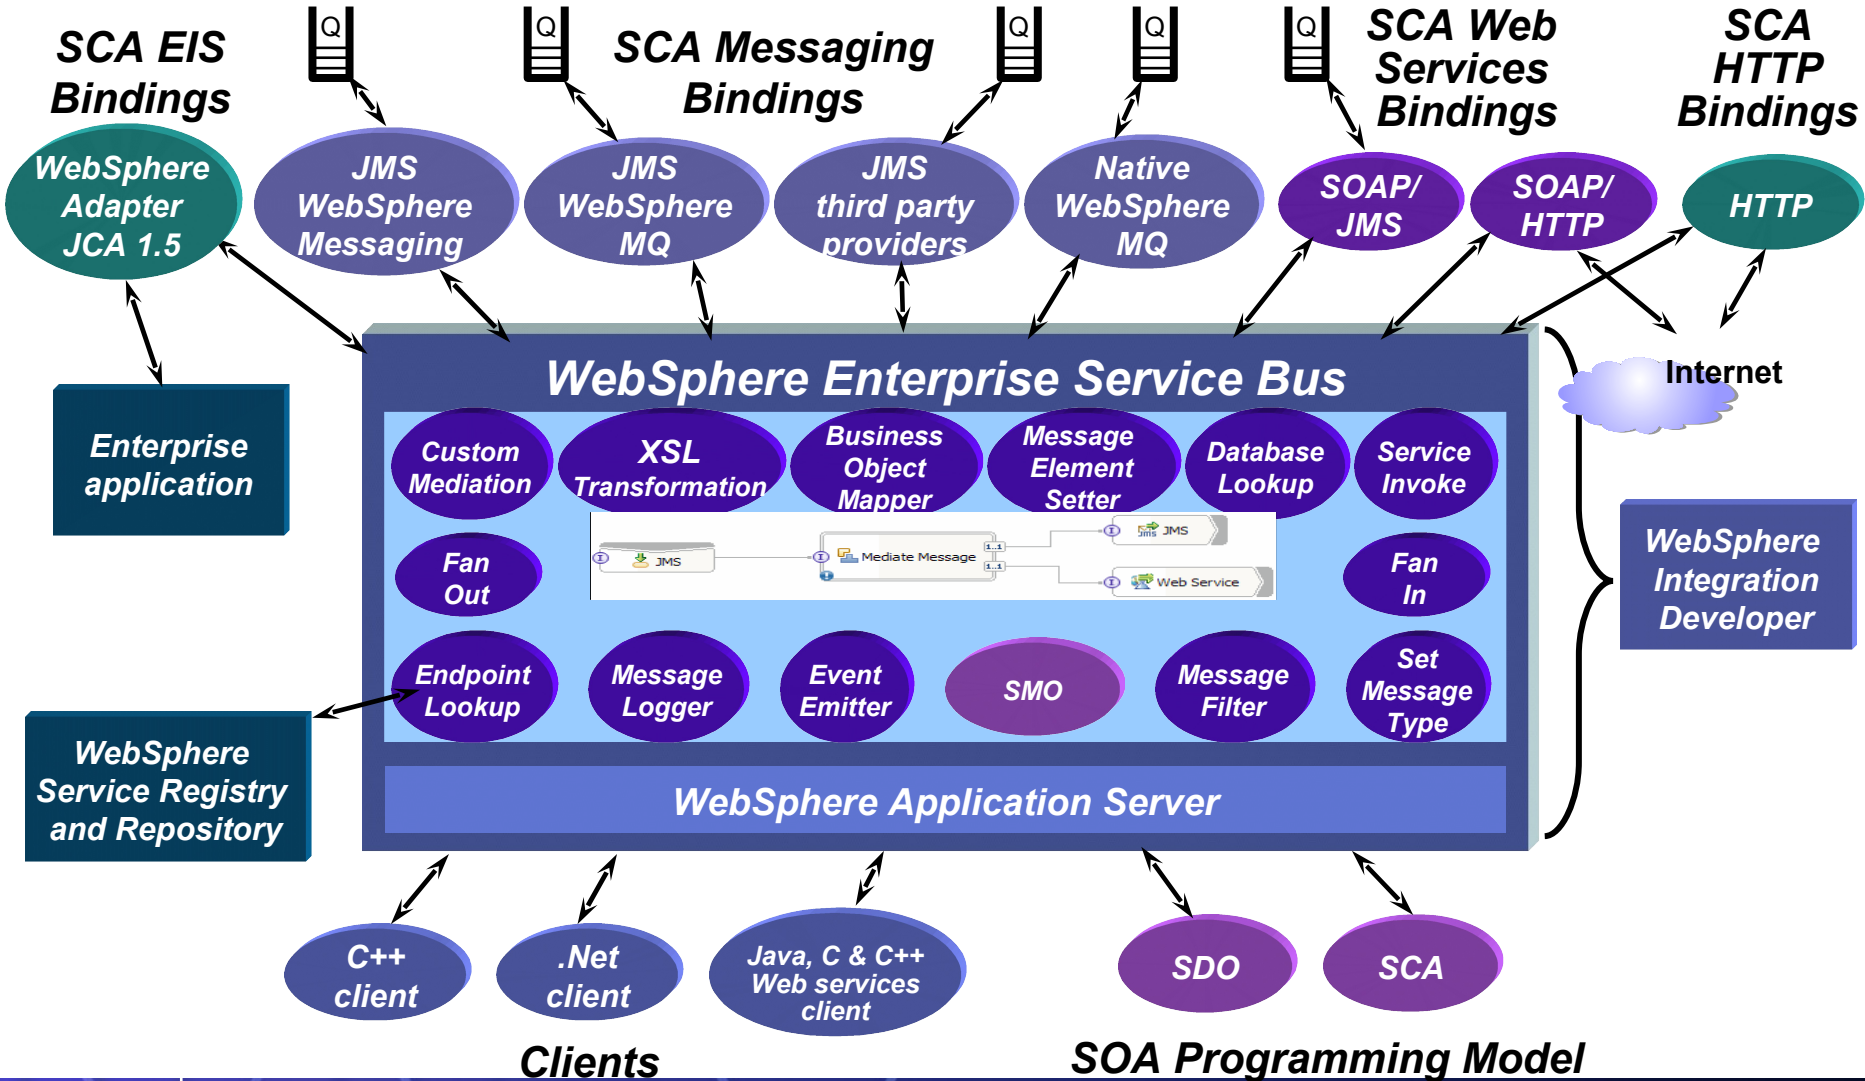 SCA EIS
Bindings
Q
Q
SCA Messaging
Bindings
Q
Q
Q
SCA Web
Services
Bindings
SCA
HTTP
Bindings
WebSphere
Adapter
JCA 1.5
JMS
WebSphere
Messaging
JMS
WebSphere
MQ
JMS
third party
providers
Native
WebSphere
MQ
SOAP/
JMS
SOAP/
HTTP
HTTP
Internet
Enterprise
application
WebSphere Enterprise Service Bus
Custom
Mediation
XSL
Transformation
Business
Object
Mapper
Message
Element
Setter
Database
Lookup
Service
Invoke
Fan
Out
I
JMS
I
Mediate Message
1..1
1..1
I
JMS
JMS
I
Web Service
Fan
In
Endpoint
Lookup
Message
Logger
Event
Emitter
SMO
Message
Filter
Set
Message
Type
WebSphere
Integration
Developer
WebSphere
Service Registry
and Repository
WebSphere Application Server
C++
client
.Net
client
Java, C & C++
Web services
client
SDO
SCA
Clients
SOA Programming Model